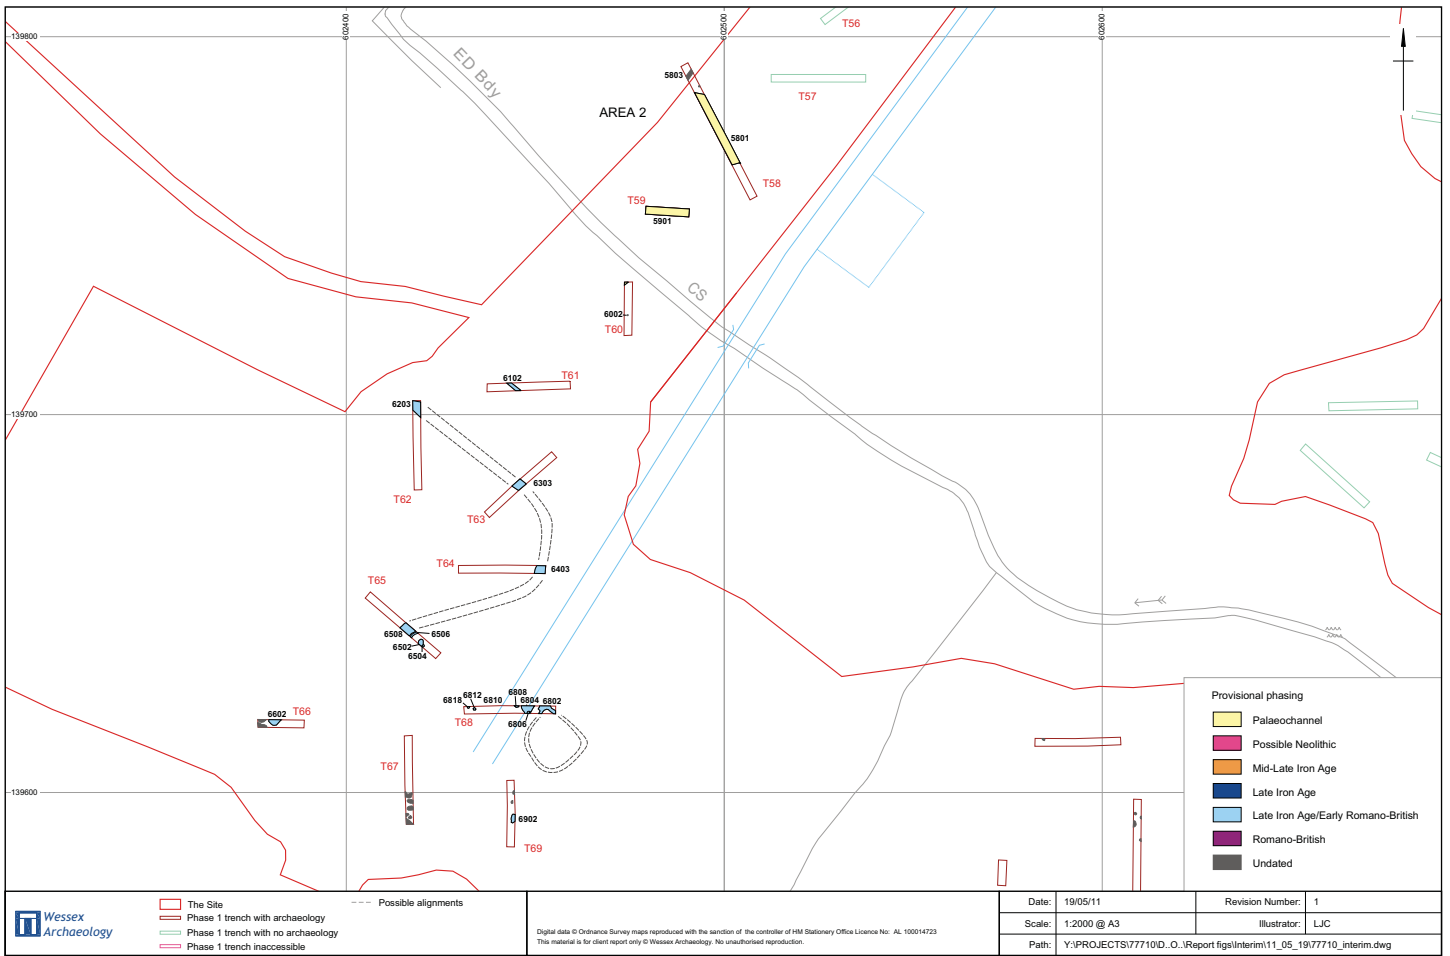 139800
602400
602500
602600
T56
ED Bdy
5803
AREA 2
T57
5801
T58
T59
5901
CS
6002
T60
6102
T61
6203
139700
6303
T62
T63
T64
6403
T65
6508
6506
6502
6504
6808
6812
6818
6810
6804
6802
T68
6806
6602
T66
T67
139600
6902
T69
Provisional phasing
Palaeochannel
Possible Neolithic
Mid-Late Iron Age
Late Iron Age
Late Iron Age/Early Romano-British
Romano-British
Undated
Wessex
Archaeology
The Site
Phase 1 trench with archaeology
Phase 1 trench with no archaeology
Phase 1 trench inaccessible
Possible alignments
Digital data © Ordnance Survey maps reproduced with the sanction of the controller of HM Stationery Office Licence No: AL 100014723
This material is for client report only © Wessex Archaeology. No unauthorised reproduction.
Date: 19/05/11 Revision Number: 1
Scale: 1:2000 @ A3 Illustrator: LJC
Path: Y:\PROJECTS\77710\D..O..\Report figs\Interim\11_05_19\77710_interim.dwg